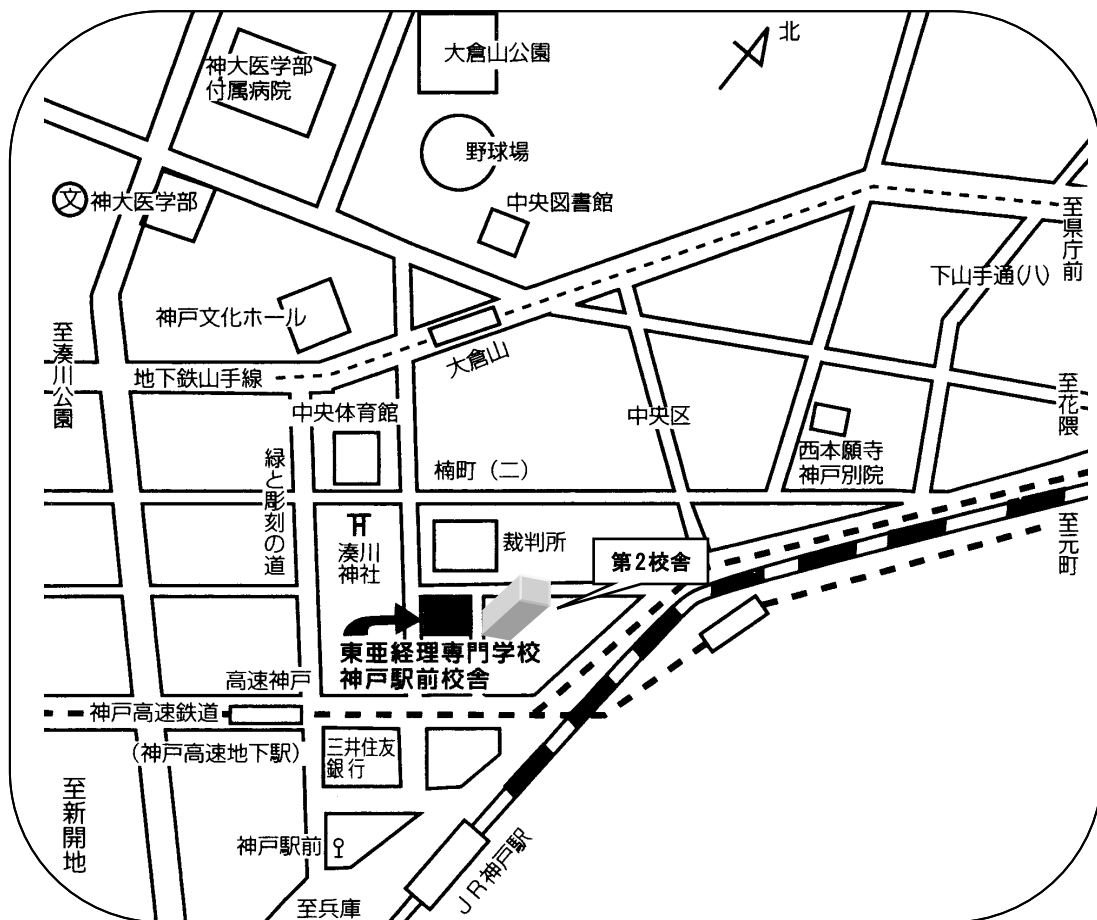 大倉山公園
北
神大医学部
付属病院
野球場
文
神大医学部
中央図書館
至県庁前
下山手通(八)
神戸文化ホール
至湊川公園
大倉山
地下鉄山手線
至花隈
中央体育館
中央区
西本願寺
神戸別院
楠町(二)
緑と彫刻の道
湊川
神社
裁判所
第2校舎
至元町
東亜経理専門学校
神戸駅前校舎
高速神戸
神戸高速鉄道
(神戸高速地下駅)
三井住友
銀行
至新開地
神戸駅前
JR神戸駅
至兵庫